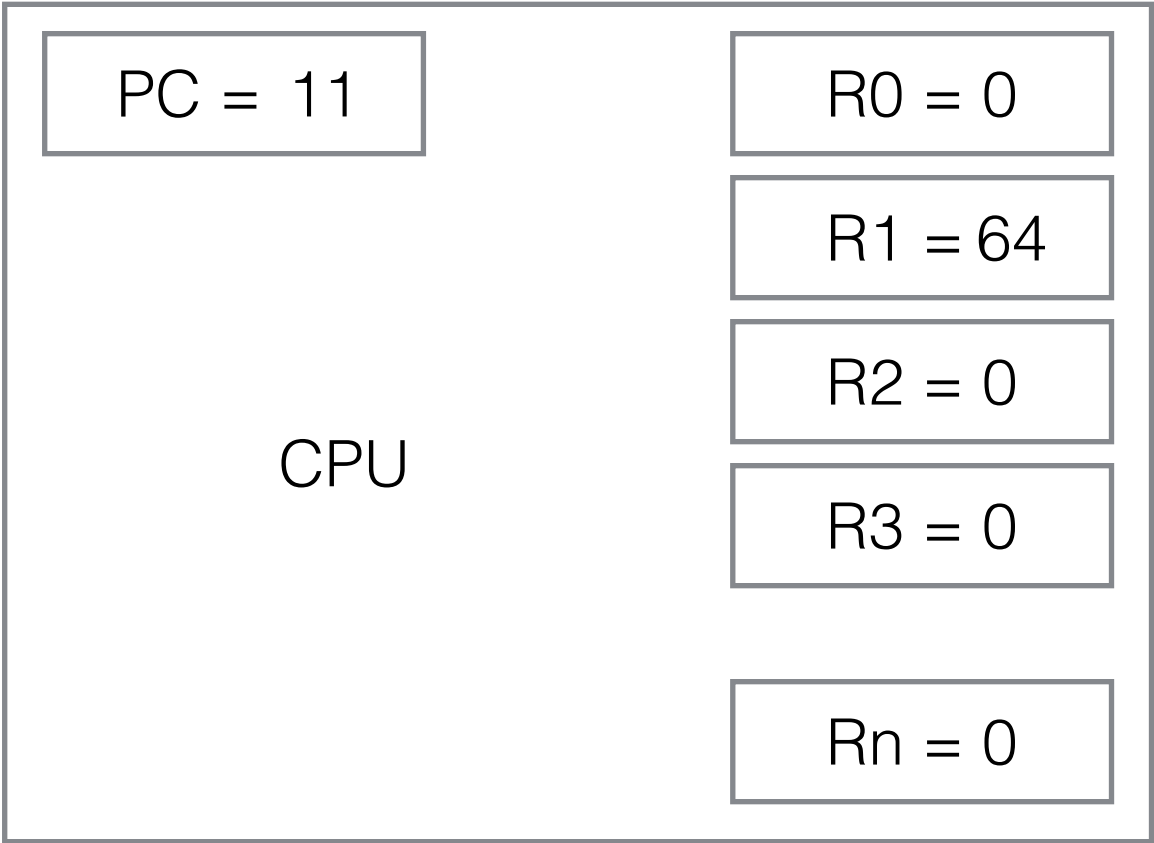 PC = 11
R0 = 0
R1 = 64
R2 = 0
CPU
R3 = 0
Rn = 0